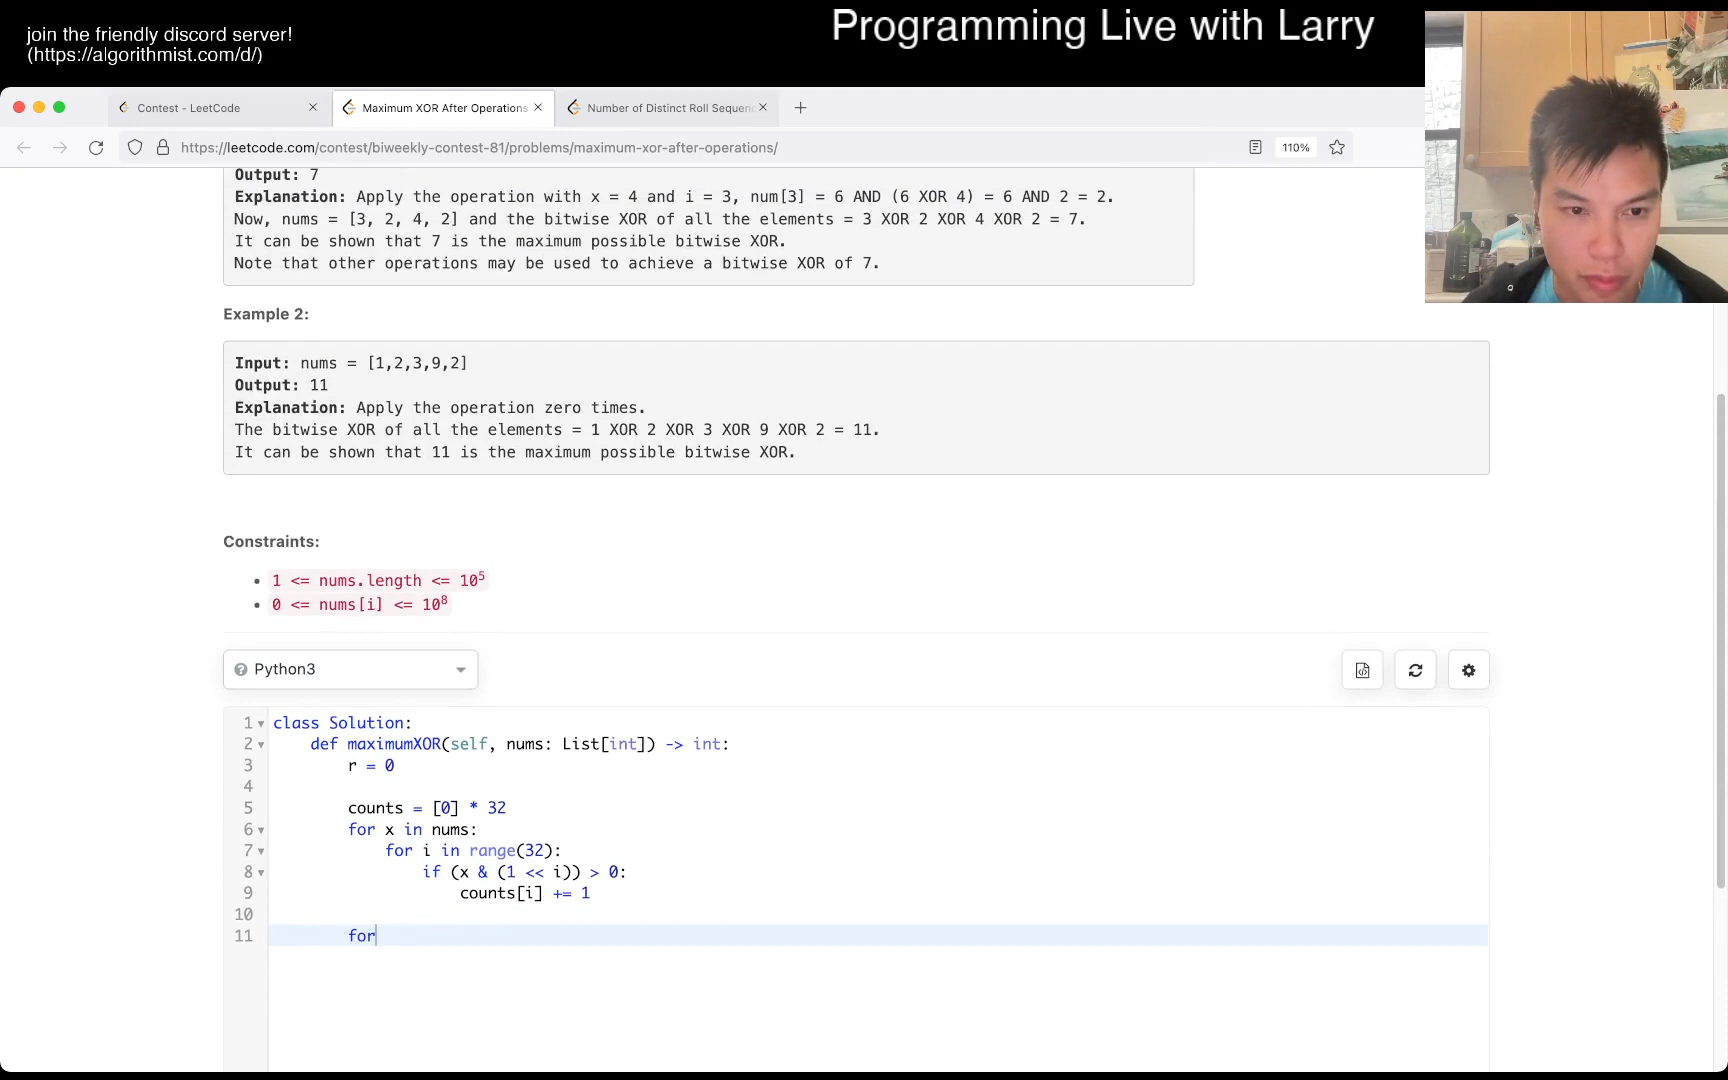 join the friendly discord server!
(https://algorithmist.com/d/)
Programming Live with Larry
Contest - LeetCode
Maximum XOR After Operations
Number of Distinct Roll Sequenc
https://leetcode.com/contest/biweekly-contest-81/problems/maximum-xor-after-operations/
110%
Output: 7
Explanation: Apply the operation with x = 4 and i = 3, num[3] = 6 AND (6 XOR 4) = 6 AND 2 = 2.
Now, nums = [3, 2, 4, 2] and the bitwise XOR of all the elements = 3 XOR 2 XOR 4 XOR 2 = 7.
It can be shown that 7 is the maximum possible bitwise XOR.
Note that other operations may be used to achieve a bitwise XOR of 7.
Example 2:
Input: nums = [1,2,3,9,2]
Output: 11
Explanation: Apply the operation zero times.
The bitwise XOR of all the elements = 1 XOR 2 XOR 3 XOR 9 XOR 2 = 11.
It can be shown that 11 is the maximum possible bitwise XOR.
Constraints:
• 1 <= nums.length <= 10⁵
• 0 <= nums[i] <= 10⁸
Python3
1 class Solution:
2     def maximumXOR(self, nums: List[int]) -> int:
3         r = 0
4
5         counts = [0] * 32
6         for x in nums:
7             for i in range(32):
8                 if (x & (1 << i)) > 0:
9                     counts[i] += 1
10
11         for